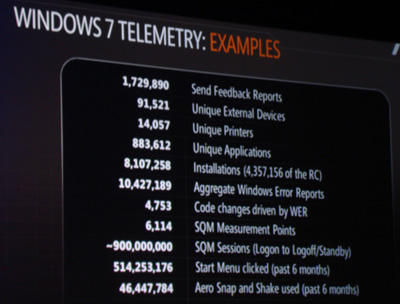 WINDOWS 7 TELEMETRY: EXAMPLES
1,729,890 Send Feedback Reports
91,521 Unique External Devices
14,057 Unique Printers
883,612 Unique Applications
8,107,258 Installations (4,357,156 of the RC)
10,427,189 Aggregate Windows Error Reports
4,753 Code changes driven by WER
6,114 SQM Measurement Points
~900,000,000 SQM Sessions (Logon to Logoff/Standby)
514,253,176 Start Menu clicked (past 6 months)
46,447,784 Aero Snap and Shake used (past 6 months)